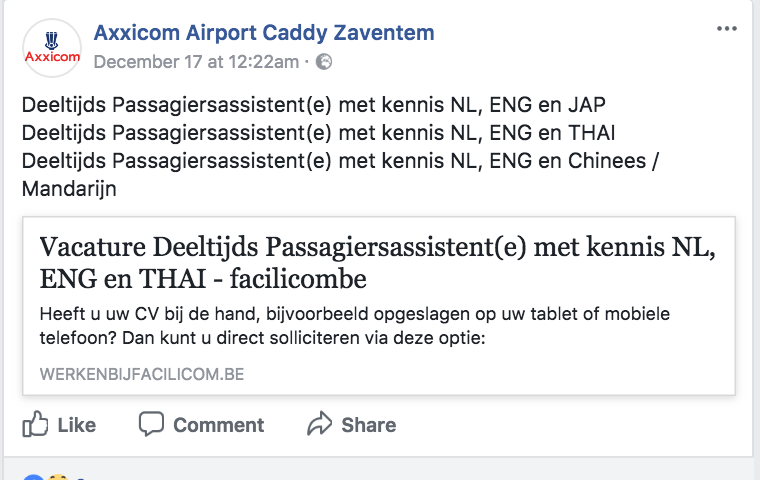 Axxicom
Axxicom Airport Caddy Zaventem
December 17 at 12:22am ·
Deeltijds Passagiersassistent(e) met kennis NL, ENG en JAP
Deeltijds Passagiersassistent(e) met kennis NL, ENG en THAI
Deeltijds Passagiersassistent(e) met kennis NL, ENG en Chinees /
Mandarijn
Vacature Deeltijds Passagiersassistent(e) met kennis NL,
ENG en THAI - facilicombe
Heeft u uw CV bij de hand, bijvoorbeeld opgeslagen op uw tablet of mobiele
telefoon? Dan kunt u direct solliciteren via deze optie:
WERKENBIJFACILICOM.BE
Like Comment Share